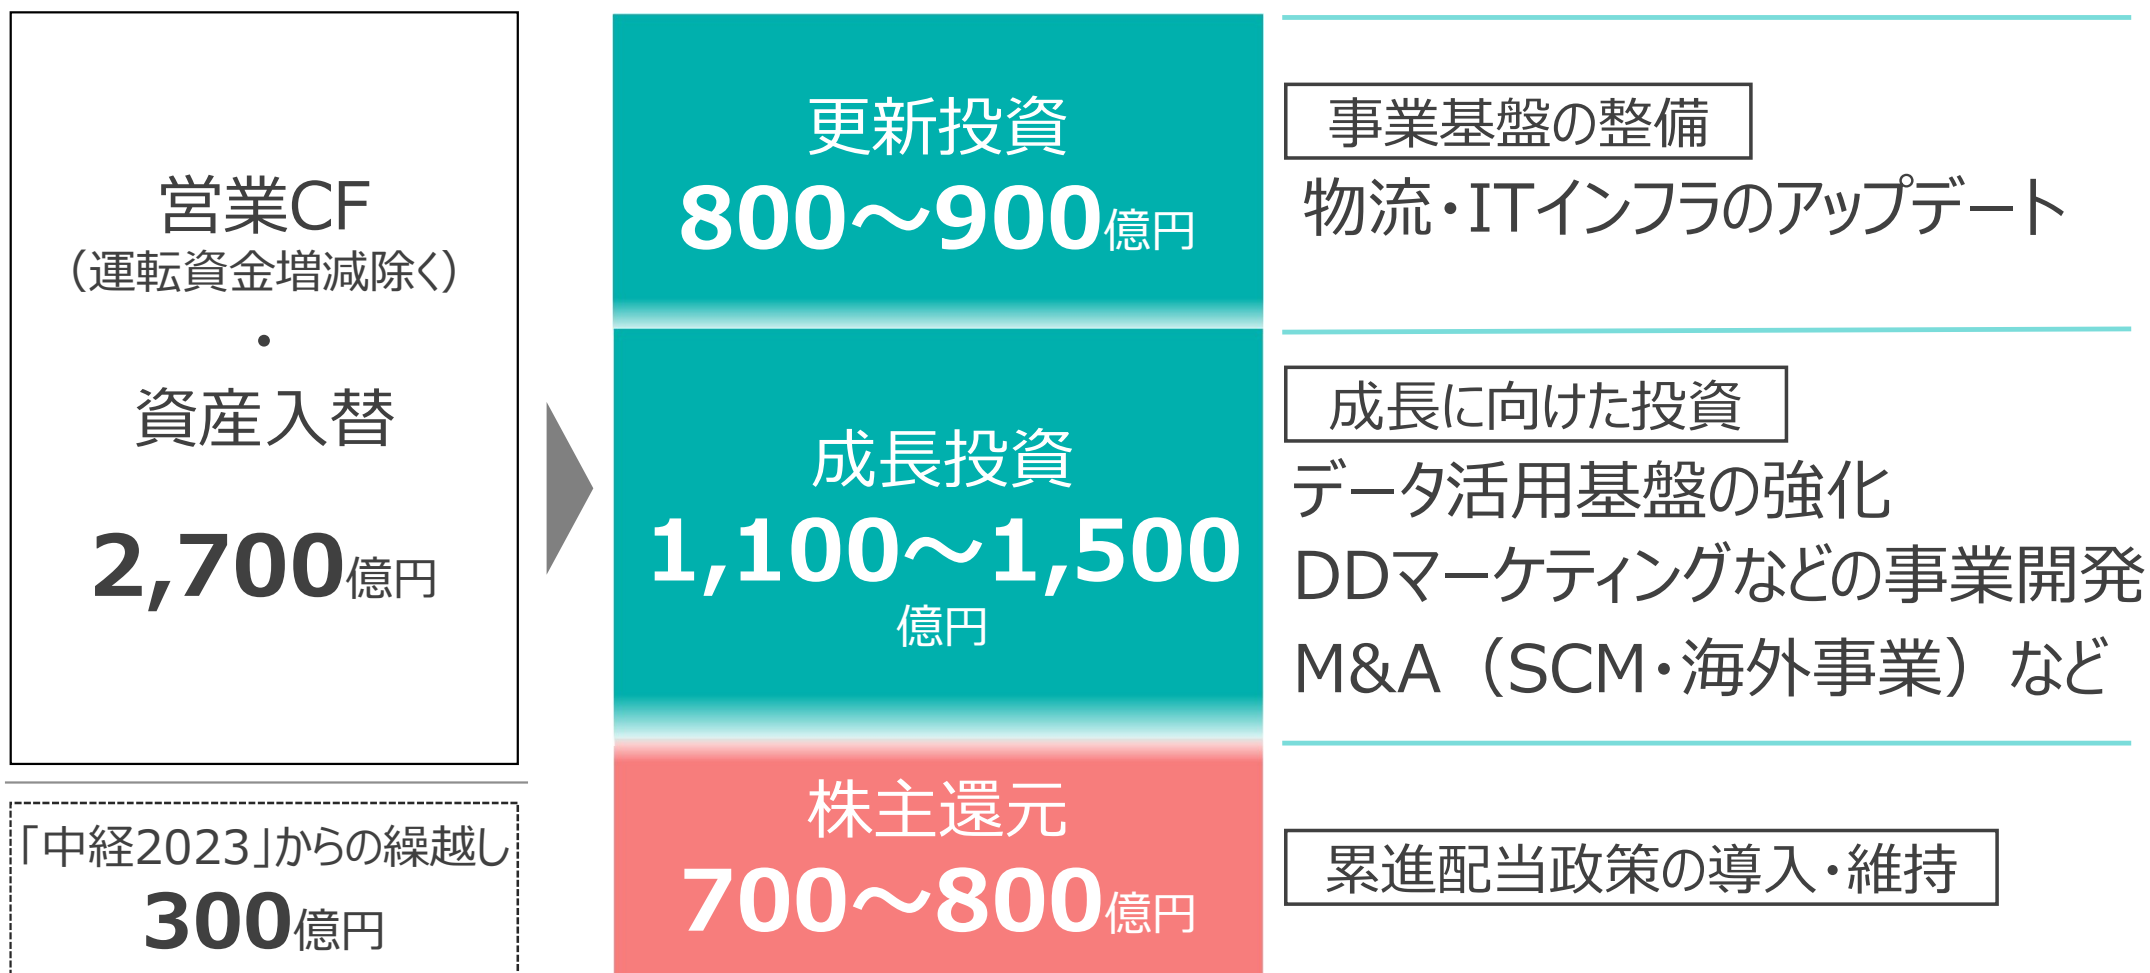 営業CF
（運転資金増減除く）
・
資産入替
2,700億円
「中経2023」からの繰越し
300億円
更新投資
800～900億円
成長投資
1,100～1,500
億円
株主還元
700～800億円
事業基盤の整備
物流・ITインフラのアップデート
成長に向けた投資
データ活用基盤の強化
DDマーケティングなどの事業開発
M&A（SCM・海外事業）など
累進配当政策の導入・維持